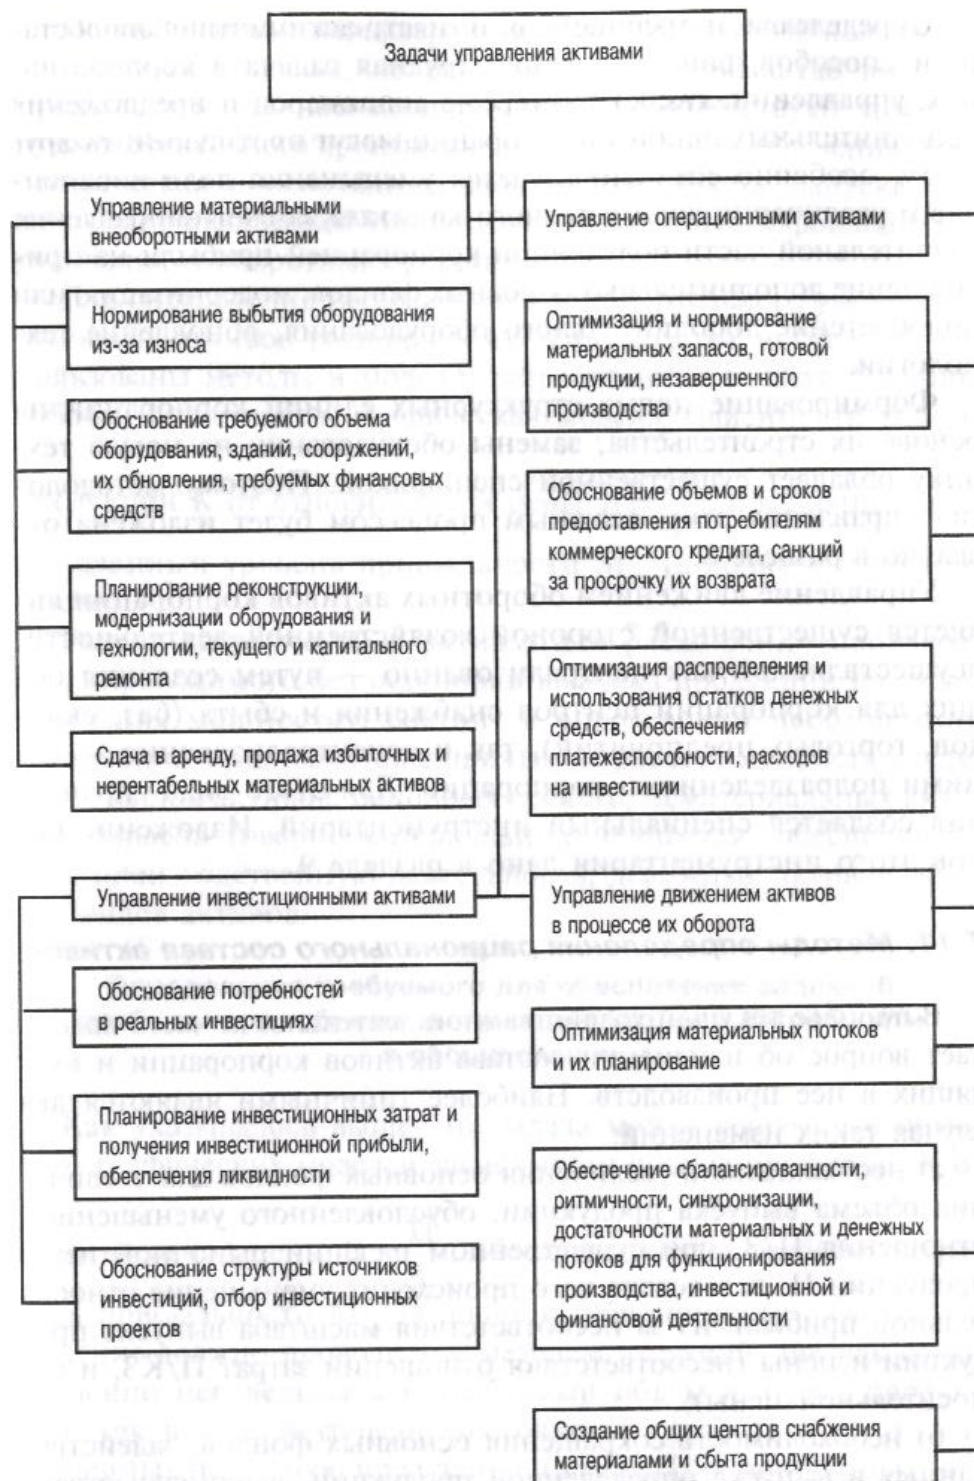 Задачи управления активами
Управление материальными
внеоборотными активами
Нормирование выбытия оборудования
из-за износа
Обоснование требуемого объема
оборудования, зданий, сооружений,
их обновления, требуемых финансовых
средств
Планирование реконструкции,
модернизации оборудования и
технологии, текущего и капитального
ремонта
Сдача в аренду, продажа избыточных и
нерентабельных материальных активов
Управление операционными активами
Оптимизация и нормирование
материальных запасов, готовой
продукции, незавершенного
производства
Обоснование объемов и сроков
предоставления потребителям
коммерческого кредита, санкций
за просрочку их возврата
Оптимизация распределения и
использования остатков денежных
средств, обеспечения
платежеспособности, расходов
на инвестиции
Управление инвестиционными активами
Обоснование потребностей
в реальных инвестициях
Планирование инвестиционных затрат и
получения инвестиционной прибыли,
обеспечения ликвидности
Обоснование структуры источников
инвестиций, отбор инвестиционных
проектов
Управление движением активов
в процессе их оборота
Оптимизация материальных потоков
и их планирование
Обеспечение сбалансированности,
ритмичности, синхронизации,
достаточности материальных и денежных
потоков для функционирования
производства, инвестиционной и
финансовой деятельности
Создание общих центров снабжения
материалами и сбыта продукции